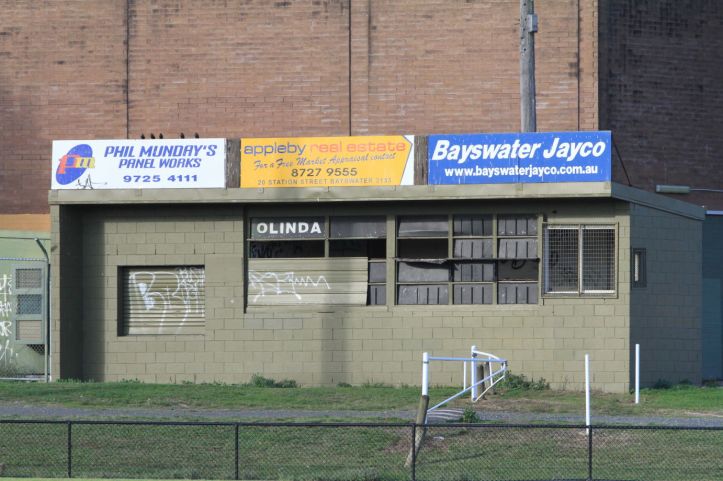 PHIL MUNDAY'S
PANEL WORKS
9725 4111
pm
appleby real estate
For a Free Market Appraisal contact
8727 9555
20 STATION STREET BAYSWATER 3153
Bayswater Jayco
www.bayswaterjayco.com.au
OLINDA